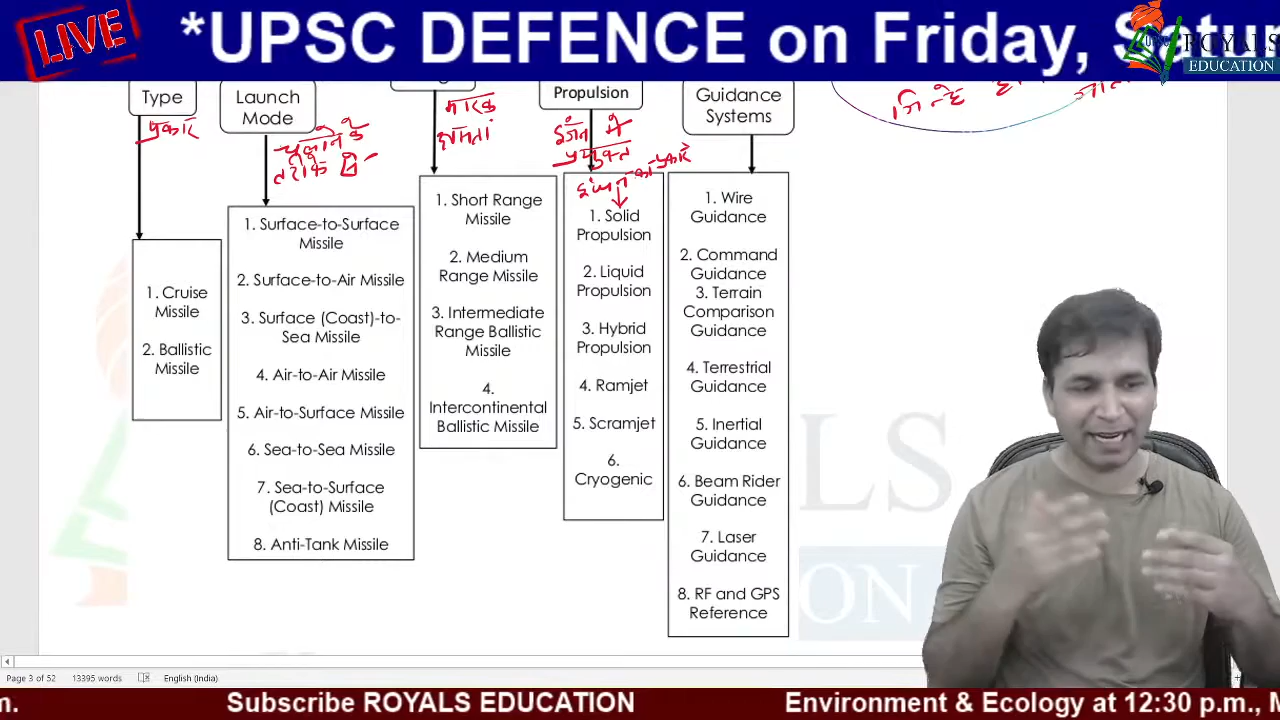 LIVE
*UPSC DEFENCE on Friday, Satu
ROYALS
EDUCATION
Type
Launch
Mode
Propulsion
Guidance
Systems
प्रकार
मारक
क्षमता
चलाने के
इंजन में
प्रयुक्त
1. Cruise
Missile
2. Ballistic
Missile
1. Surface-to-Surface
Missile
2. Surface-to-Air Missile
3. Surface (Coast)-to-
Sea Missile
4. Air-to-Air Missile
5. Air-to-Surface Missile
6. Sea-to-Sea Missile
7. Sea-to-Surface
(Coast) Missile
8. Anti-Tank Missile
1. Short Range
Missile
2. Medium
Range Missile
3. Intermediate
Range Ballistic
Missile
4.
Intercontinental
Ballistic Missile
1. Solid
Propulsion
2. Liquid
Propulsion
3. Hybrid
Propulsion
4. Ramjet
5. Scramjet
6.
Cryogenic
1. Wire
Guidance
2. Command
Guidance
3. Terrain
Comparison
Guidance
4. Terrestrial
Guidance
5. Inertial
Guidance
6. Beam Rider
Guidance
7. Laser
Guidance
8. RF and GPS
Reference
Page 3 of 52 13395 words English (India)
m. Subscribe ROYALS EDUCATION Environment & Ecology at 12:30 p.m., M